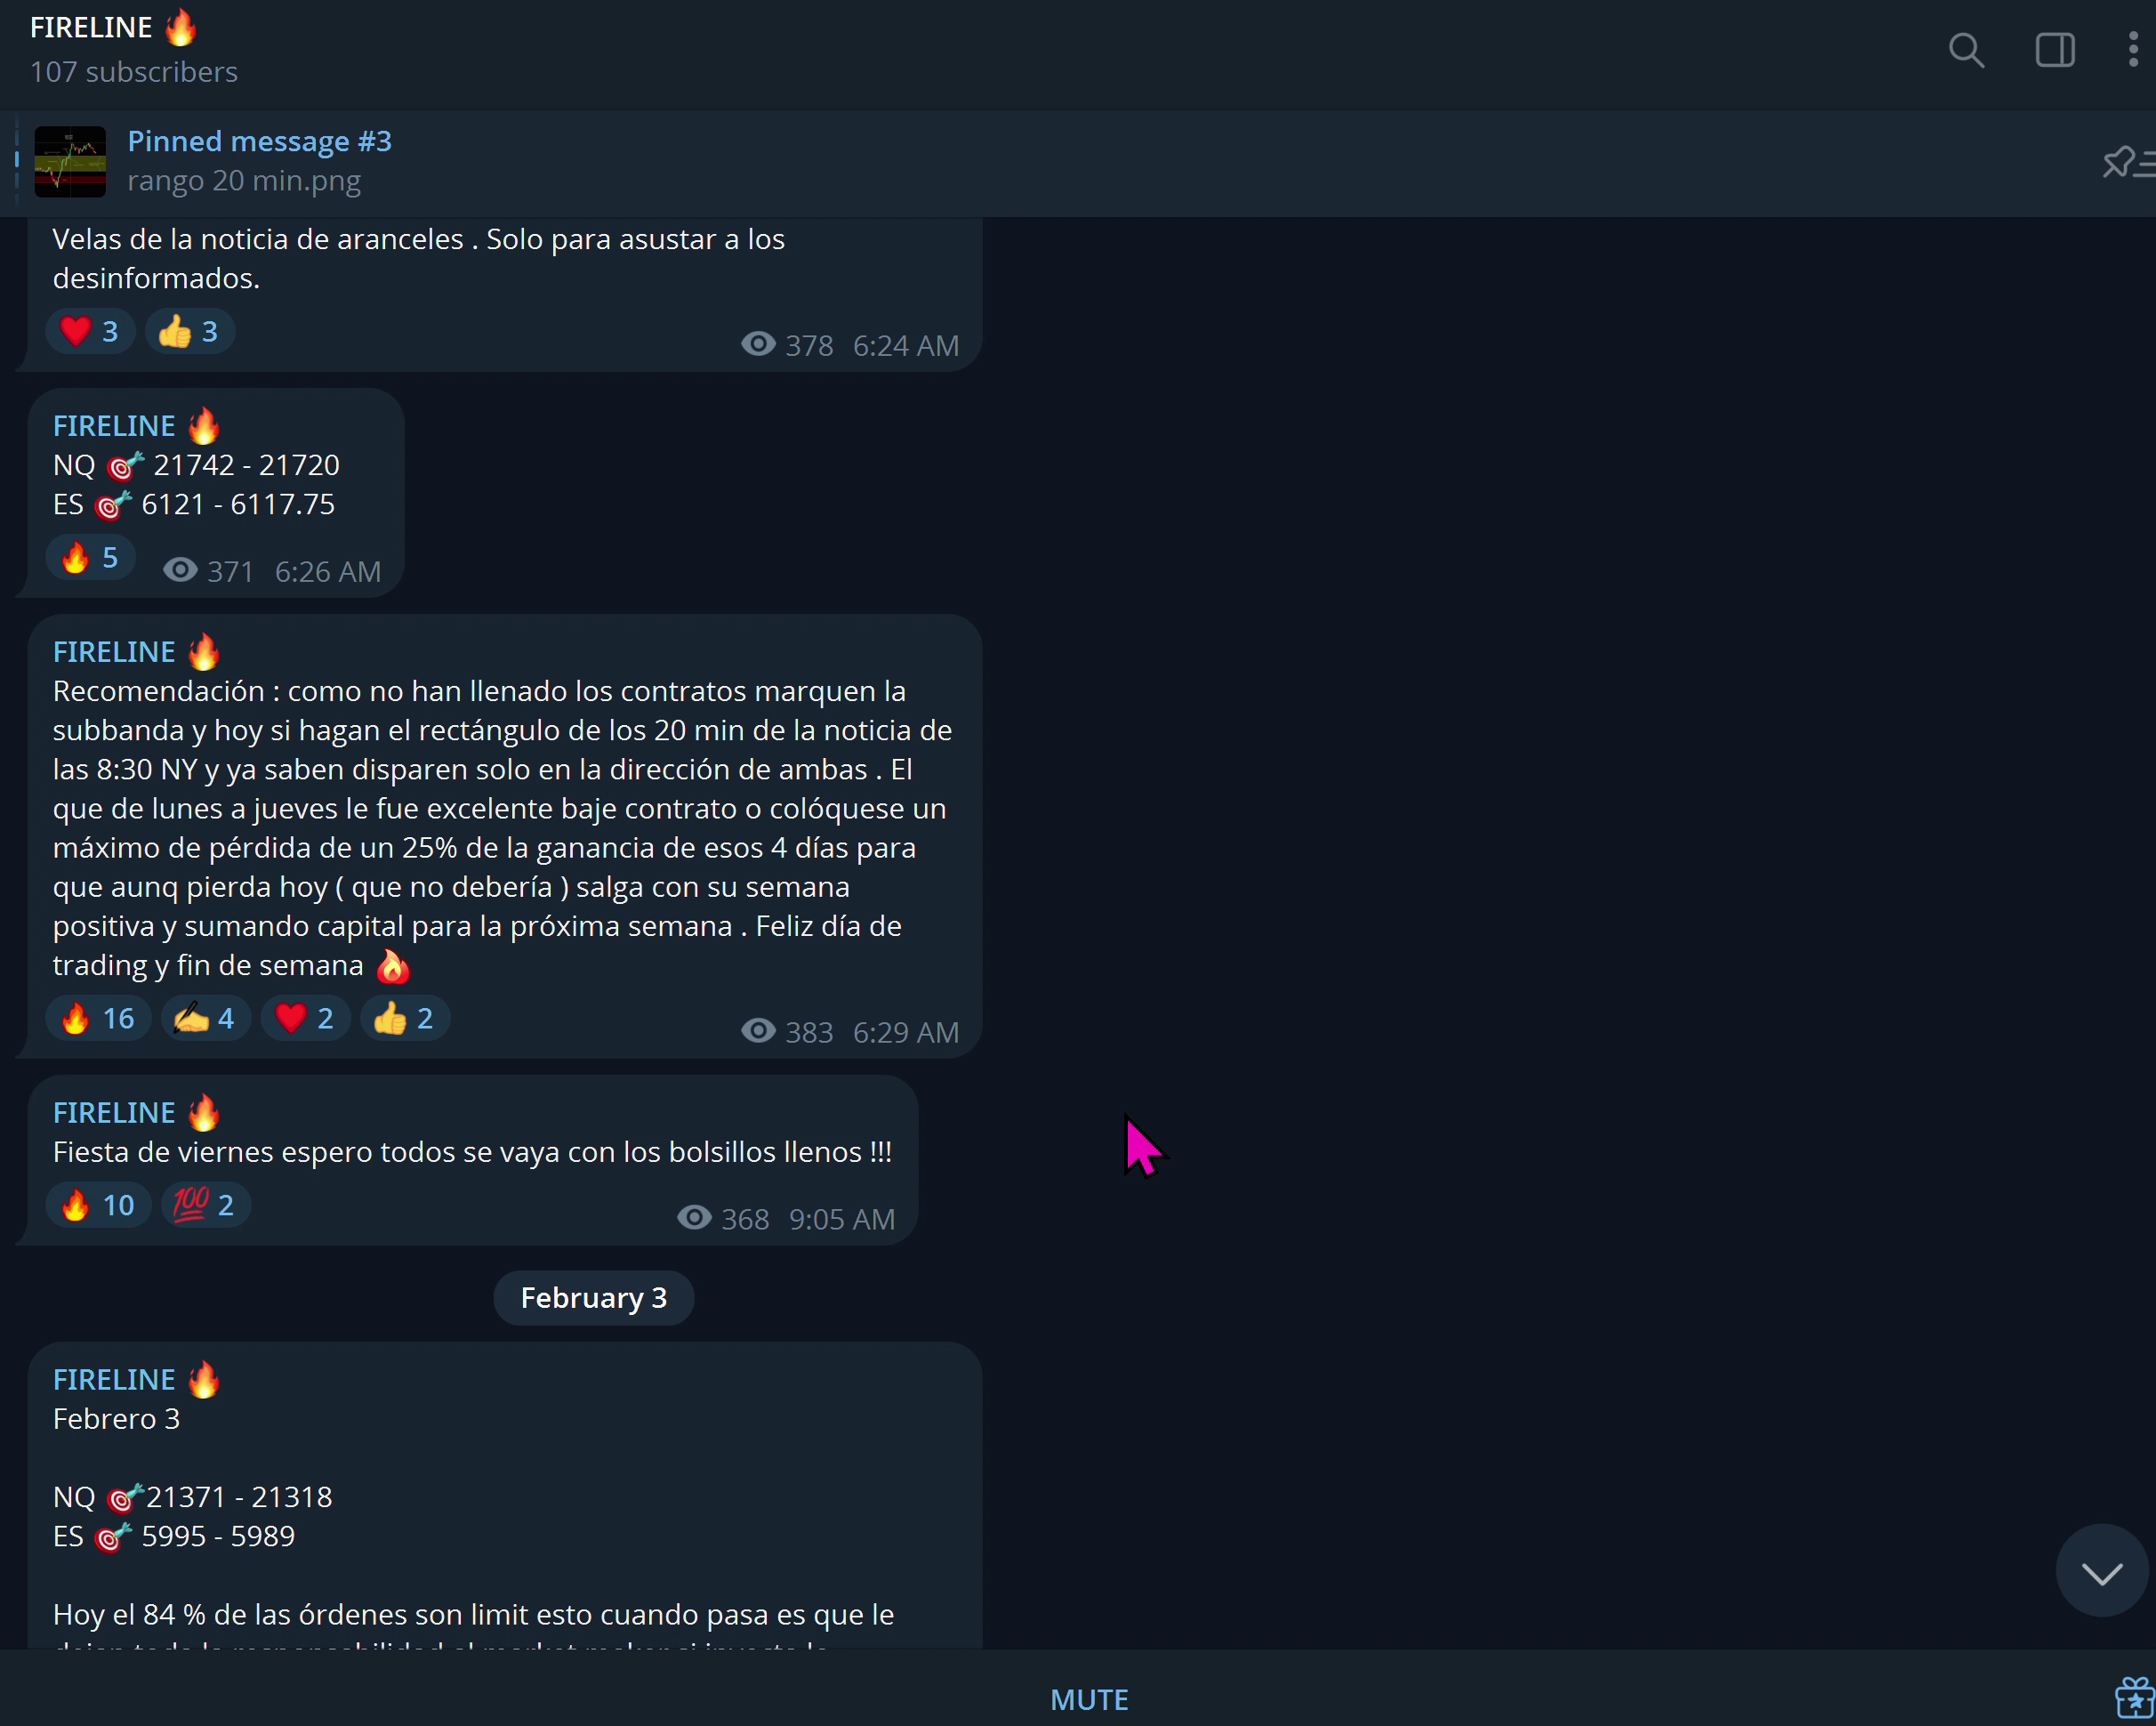 FIRELINE 🔥
107 subscribers
Pinned message #3
rango 20 min.png
Velas de la noticia de aranceles . Solo para asustar a los
desinformados.
❤️ 3 👍 3 378 6:24 AM
FIRELINE 🔥
NQ 🎯 21742 - 21720
ES 🎯 6121 - 6117.75
🔥 5 371 6:26 AM
FIRELINE 🔥
Recomendación : como no han llenado los contratos marquen la
subbanda y hoy si hagan el rectángulo de los 20 min de la noticia de
las 8:30 NY y ya saben disparen solo en la dirección de ambas . El
que de lunes a jueves le fue excelente baje contrato o colóquese un
máximo de pérdida de un 25% de la ganancia de esos 4 días para
que aunq pierda hoy ( que no debería ) salga con su semana
positiva y sumando capital para la próxima semana . Feliz día de
trading y fin de semana 🔥
🔥 16 ✍️ 4 ❤️ 2 👍 2 383 6:29 AM
FIRELINE 🔥
Fiesta de viernes espero todos se vaya con los bolsillos llenos !!!
🔥 10 💯 2 368 9:05 AM
February 3
FIRELINE 🔥
Febrero 3
NQ 🎯21371 - 21318
ES 🎯 5995 - 5989
Hoy el 84 % de las órdenes son limit esto cuando pasa es que le
MUTE